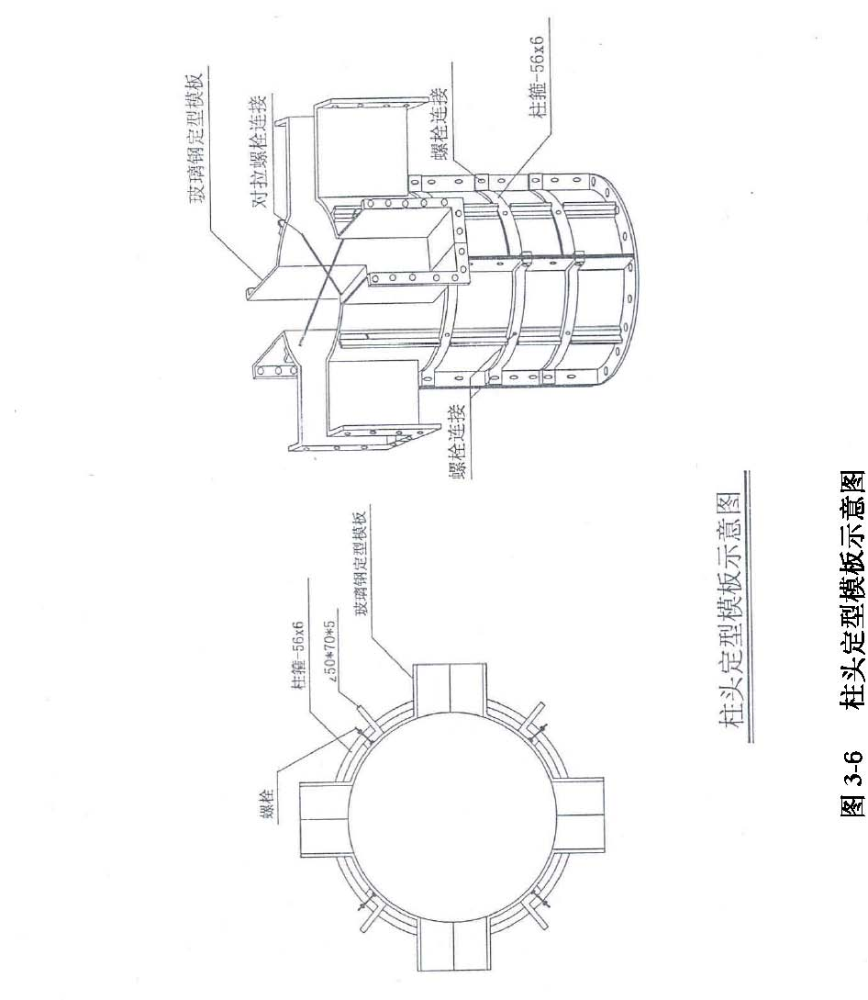 螺栓
柱箍-56x6
∠50*70*5
玻璃钢定型模板
玻璃钢定型模板
对拉螺栓连接
螺栓连接
柱箍-56x6
螺栓连接
柱头定型模板示意图
图 3-6 柱头定型模板示意图